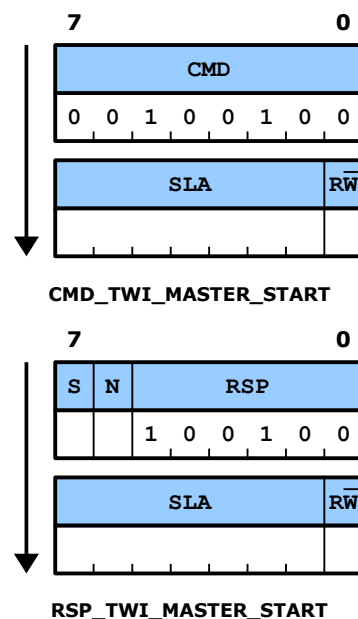 7 0
CMD
0 0 1 0 0 1 0 0
SLA RW̅
CMD_TWI_MASTER_START
7 0
S N RSP
1 0 0 1 0 0
SLA RW̅
RSP_TWI_MASTER_START